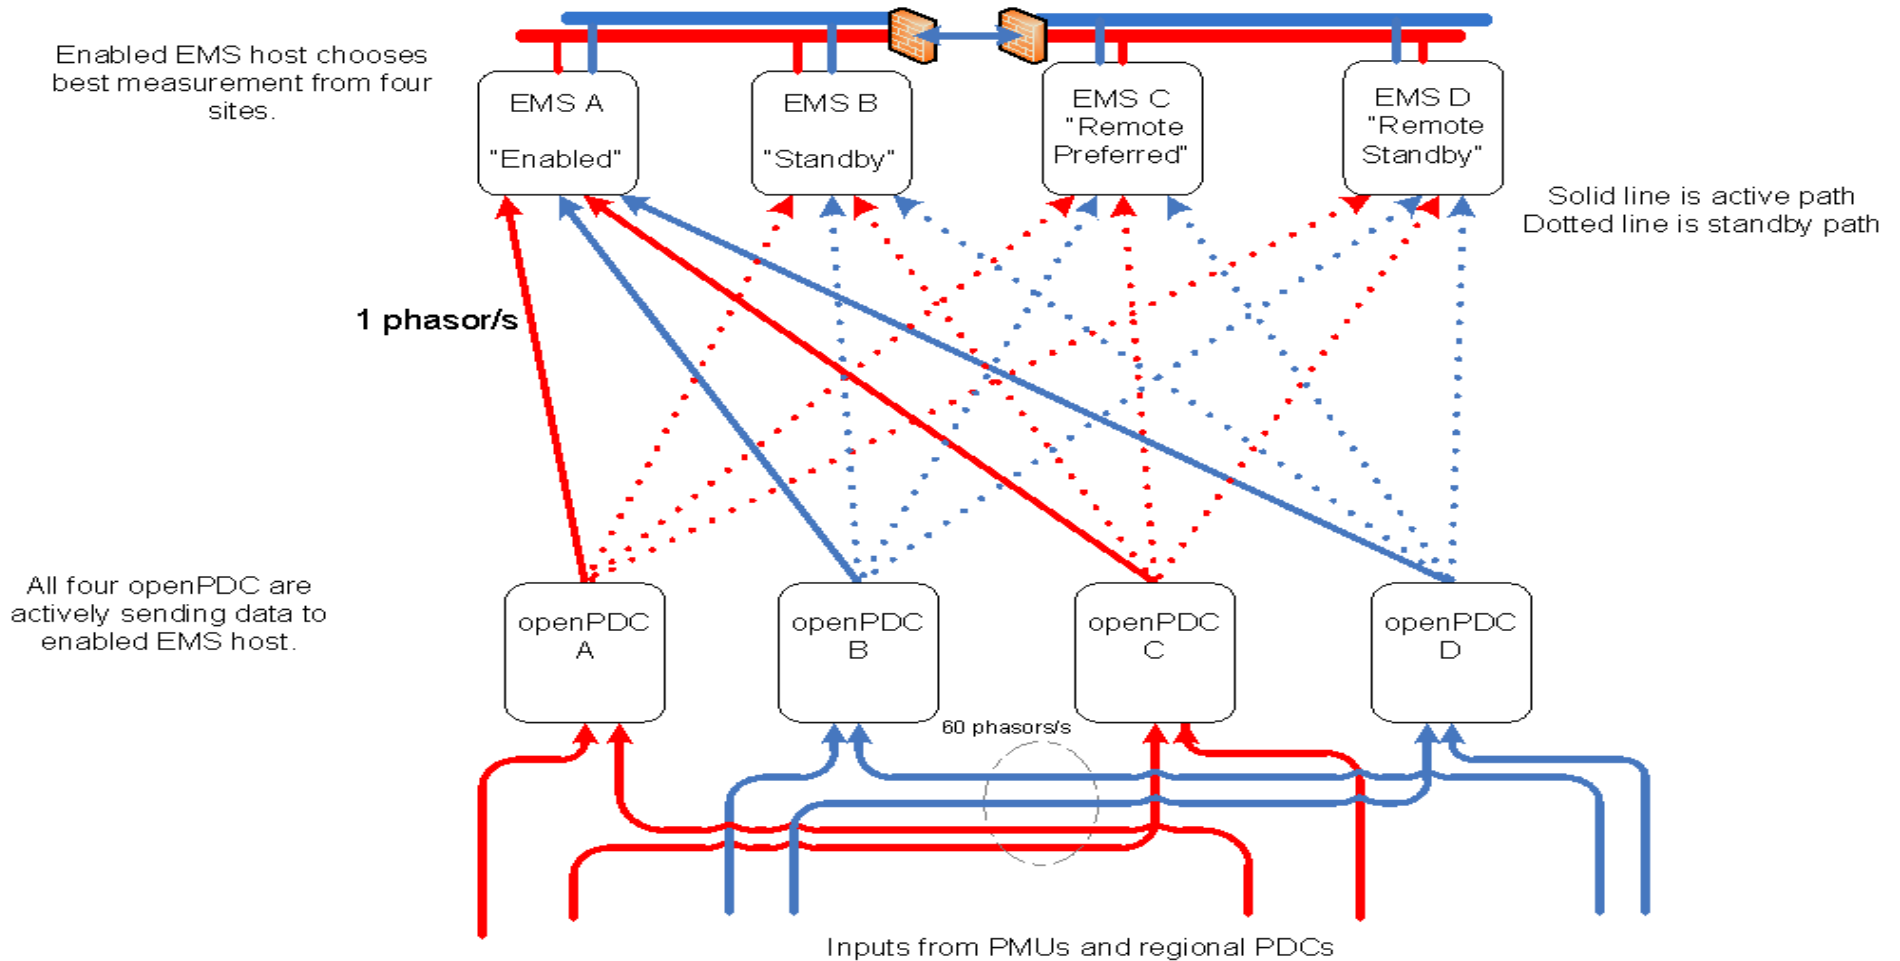 Enabled EMS host chooses
best measurement from four
sites.
EMS A
"Enabled"
EMS B
"Standby"
EMS C
"Remote
Preferred"
EMS D
"Remote
Standby"
Solid line is active path
Dotted line is standby path
1 phasor/s
All four openPDC are
actively sending data to
enabled EMS host.
openPDC
A
openPDC
B
openPDC
C
openPDC
D
60 phasors/s
Inputs from PMUs and regional PDCs